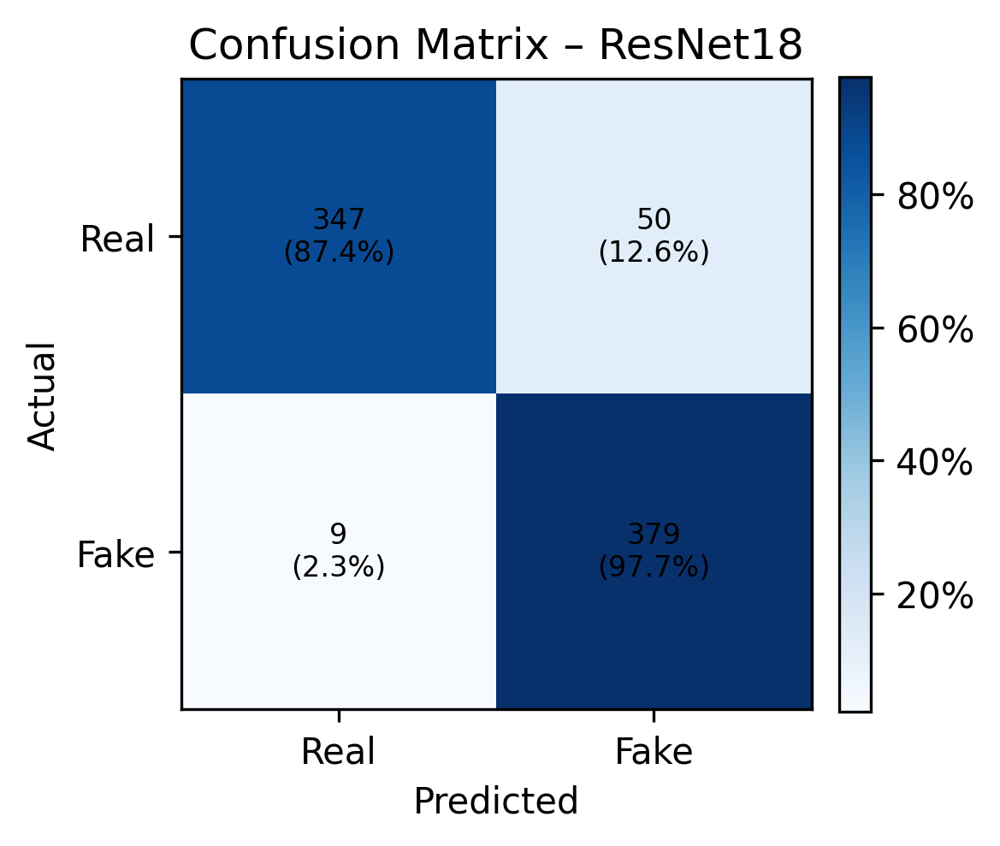 Confusion Matrix – ResNet18
347
(87.4%)
50
(12.6%)
9
(2.3%)
379
(97.7%)
Real
Fake
Actual
Real
Fake
Predicted
80%
60%
40%
20%